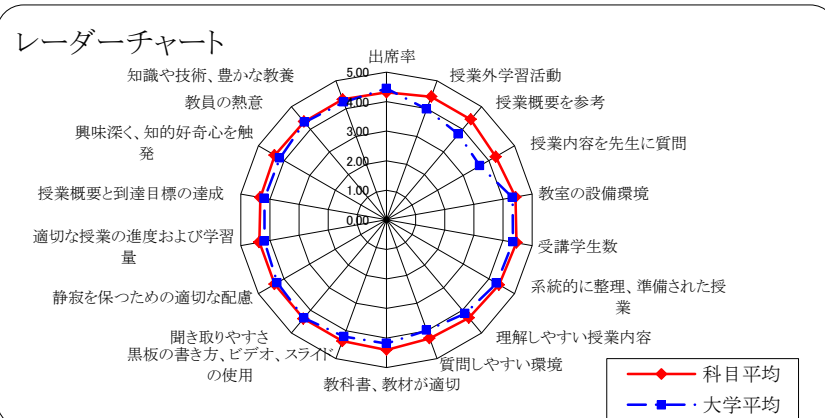 レーダーチャート
出席率
授業外学習活動
授業概要を参考
授業内容を先生に質問
教室の設備環境
受講学生数
系統的に整理、準備された授
業
理解しやすい授業内容
質問しやすい環境
教科書、教材が適切
黒板の書き方、ビデオ、スライド
の使用
聞き取りやすさ
静寂を保つための適切な配慮
適切な授業の進度および学習
量
授業概要と到達目標の達成
興味深く、知的好奇心を触
発
教員の熱意
知識や技術、豊かな教養
5.00
4.00
3.00
2.00
1.00
0.00
科目平均
大学平均